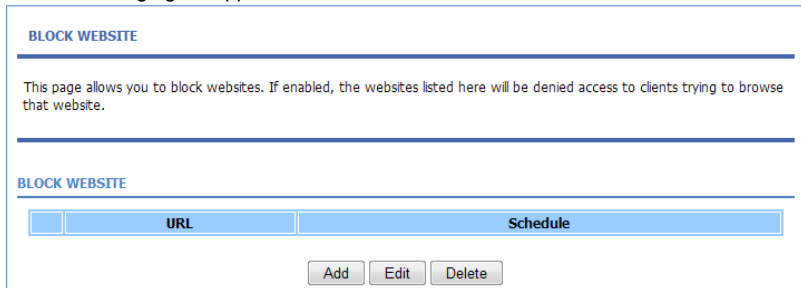 BLOCK WEBSITE
This page allows you to block websites. If enabled, the websites listed here will be denied access to clients trying to browse
that website.
BLOCK WEBSITE
URL Schedule
Add Edit Delete